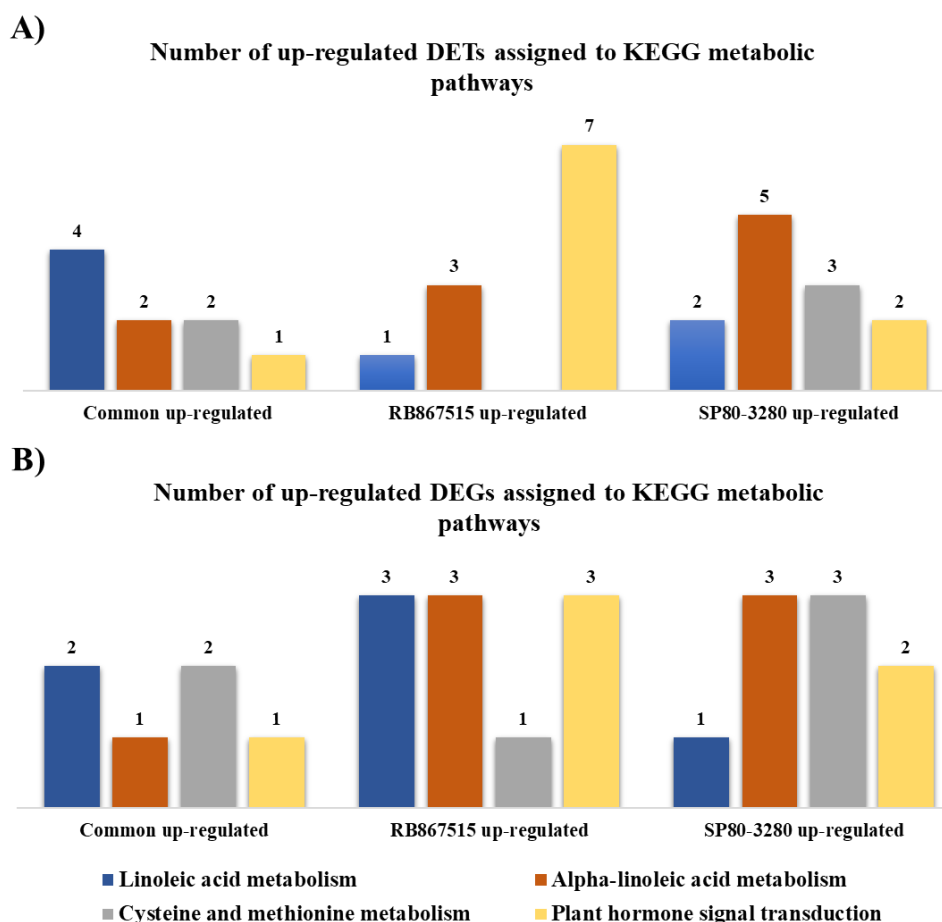 A)
Number of up-regulated DETs assigned to KEGG metabolic
pathways
7
5
4
3
3
2
2
2
2
1
1
Common up-regulated
RB867515 up-regulated
SP80-3280 up-regulated
B)
Number of up-regulated DEGs assigned to KEGG metabolic
pathways
3
3
3
3
3
2
2
2
1
1
1
1
Common up-regulated
RB867515 up-regulated
SP80-3280 up-regulated
Linoleic acid metabolism
Alpha-linoleic acid metabolism
Cysteine and methionine metabolism
Plant hormone signal transduction